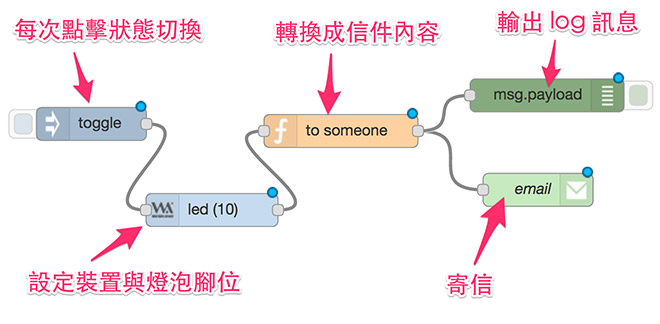 每次點擊狀態切換
轉換成信件內容
輸出 log 訊息
toggle
to someone
msg.payload
led (10)
email
設定裝置與燈泡腳位
寄信